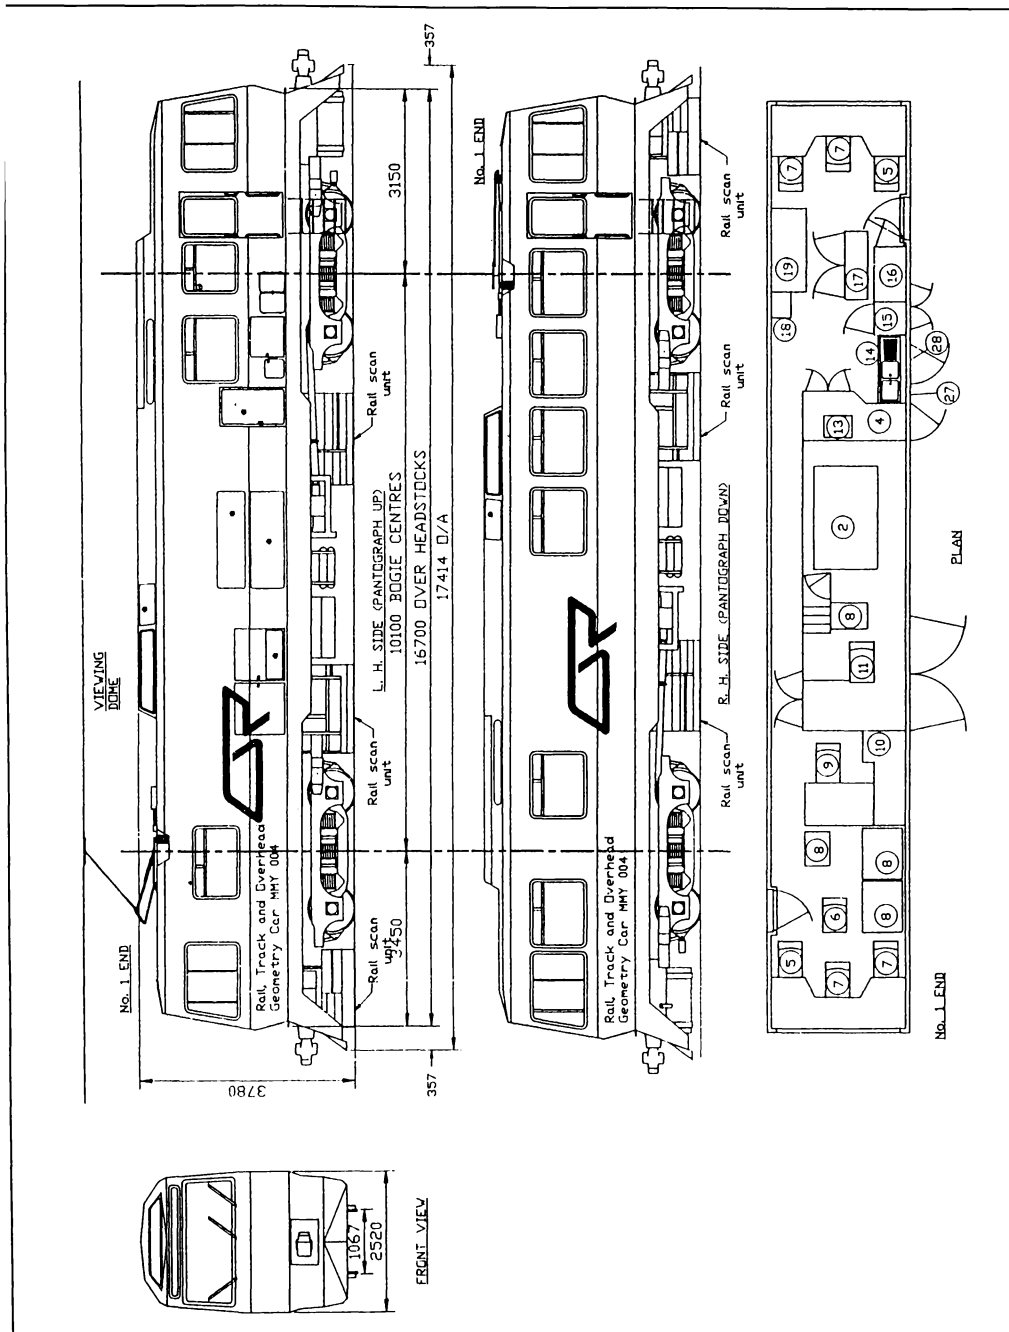 VIEWING
DOME
No. 1 END
Rail, Track and Overhead
Geometry Car MMY 004
3780
357
Rail scan
unit
3450
Rail scan
unit
Rail scan
unit
3150
357
L. H. SIDE (PANTOGRAPH UP)
10100 BOGIE CENTRES
16700 OVER HEADSTOCKS
17414 O/A
No. 1 END
Rail, Track and Overhead
Geometry Car MMY 004
Rail scan
unit
Rail scan
unit
Rail scan
unit
R. H. SIDE (PANTOGRAPH DOWN)
1067
2520
FRONT VIEW
5
7
7
6
8
8
8
9
10
11
8
2
13
4
14
27
28
15
16
17
18
19
7
7
5
No. 1 END
PLAN